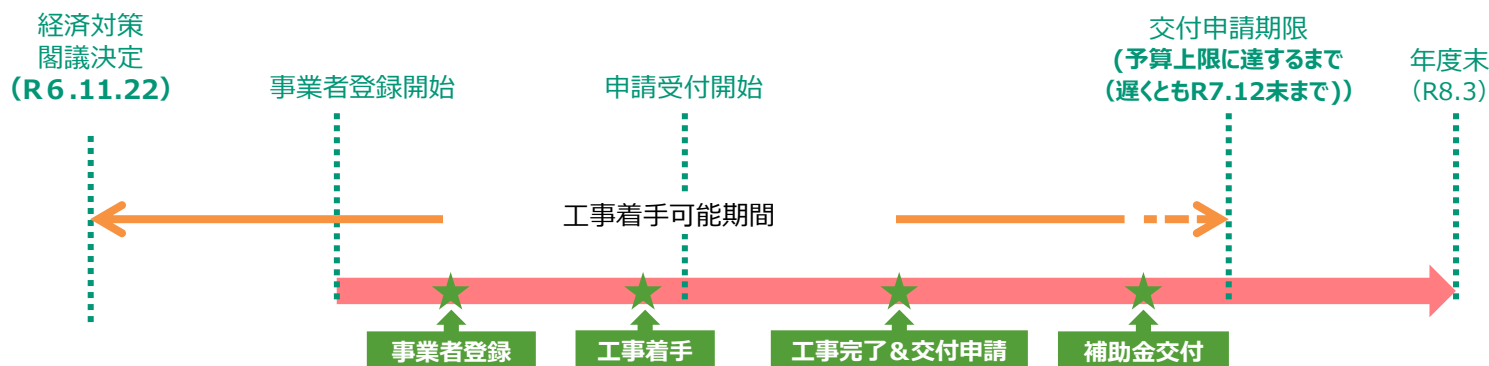 経済対策
閣議決定
（R６.11.22）
事業者登録開始
申請受付開始
交付申請期限
(予算上限に達するまで
（遅くともR7.12末まで)）
年度末
（R8.3）
工事着手可能期間
事業者登録
工事着手
工事完了＆交付申請
補助金交付